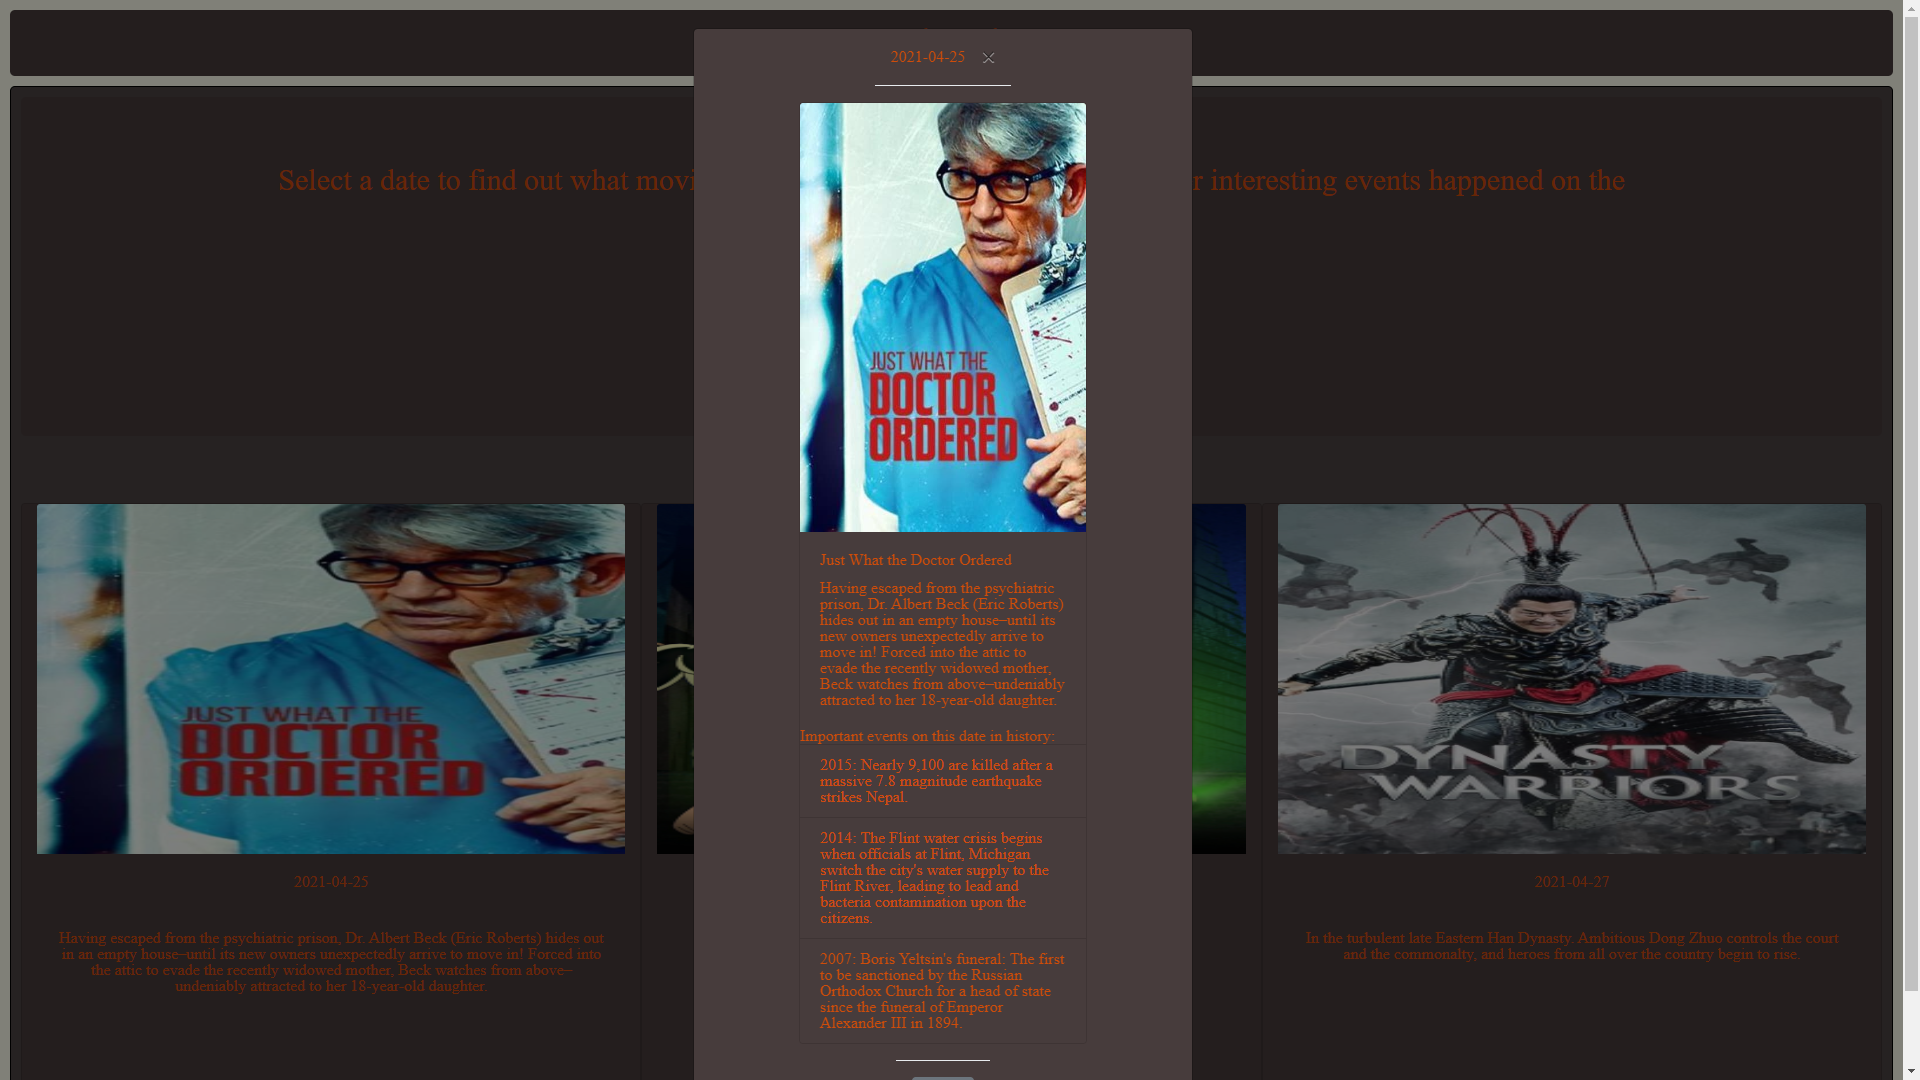 2021-04-25
Select a date to find out what movi
r interesting events happened on the
JUST WHAT THE
DOCTOR
ORDERED
Just What the Doctor Ordered
Having escaped from the psychiatric
prison, Dr. Albert Beck (Eric Roberts)
hides out in an empty house–until its
new owners unexpectedly arrive to
move in! Forced into the attic to
evade the recently widowed mother,
Beck watches from above–undeniably
attracted to her 18-year-old daughter.
Important events on this date in history:
2015: Nearly 9,100 are killed after a
massive 7.8 magnitude earthquake
strikes Nepal.
2014: The Flint water crisis begins
when officials at Flint, Michigan
switch the city's water supply to the
Flint River, leading to lead and
bacteria contamination upon the
citizens.
2007: Boris Yeltsin's funeral: The first
to be sanctioned by the Russian
Orthodox Church for a head of state
since the funeral of Emperor
Alexander III in 1894.
JUST WHAT THE
DOCTOR
ORDERED
2021-04-25
Having escaped from the psychiatric prison, Dr. Albert Beck (Eric Roberts) hides out
in an empty house–until its new owners unexpectedly arrive to move in! Forced into
the attic to evade the recently widowed mother, Beck watches from above–
undeniably attracted to her 18-year-old daughter.
DYNASTY
WARRIORS
2021-04-27
In the turbulent late Eastern Han Dynasty. Ambitious Dong Zhuo controls the court
and the commonalty, and heroes from all over the country begin to rise.